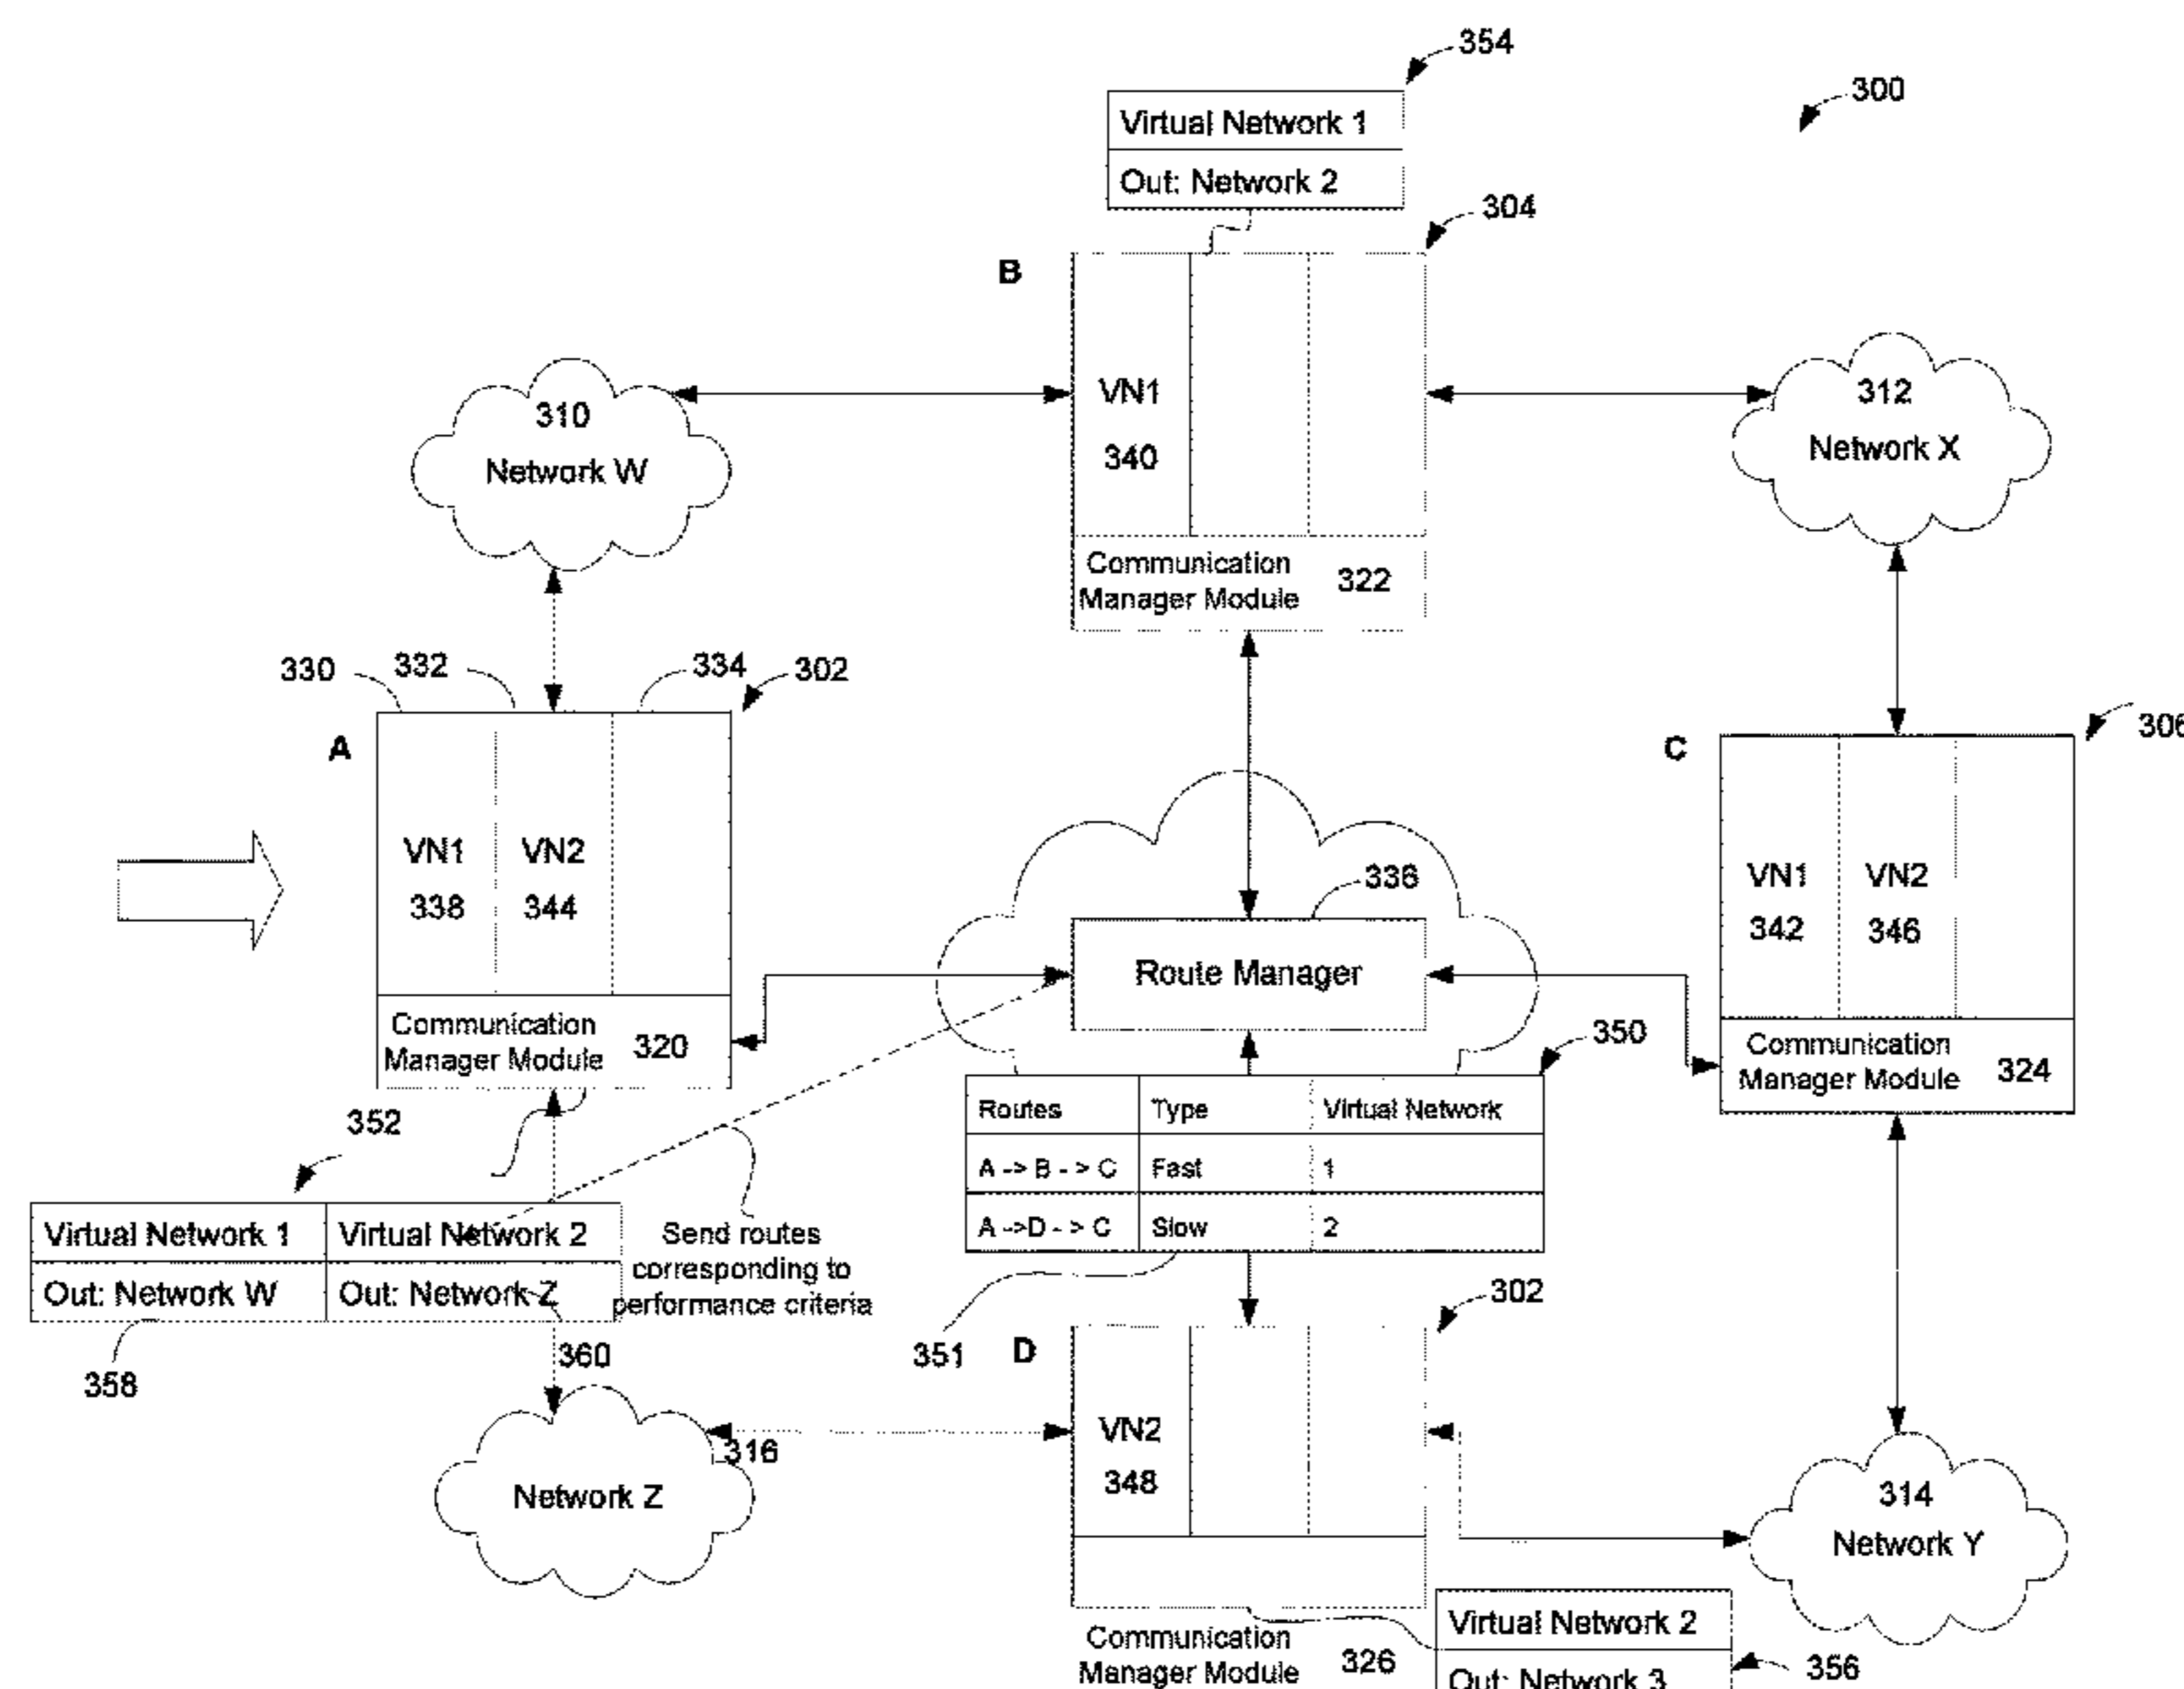 354
300
Virtual Network 1
Out: Network 2
304
B
310
Network W
VN1
340
312
Network X
Communication
Manager Module
322
330
332
334
302
306
A
C
VN1
338
VN2
344
336
VN1
342
VN2
346
Route Manager
Communication
Manager Module
320
350
Communication
Manager Module
324
352
Routes Type Virtual Network
A -> B - > C Fast 1
A ->D - > C Slow 2
Virtual Network 1 Virtual Network 2
Out: Network W Out: Network Z
Send routes
corresponding to
performance criteria
358
360
351
D
302
316
Network Z
VN2
348
314
Network Y
Communication
Manager Module
326
Virtual Network 2
Out: Network 3
356